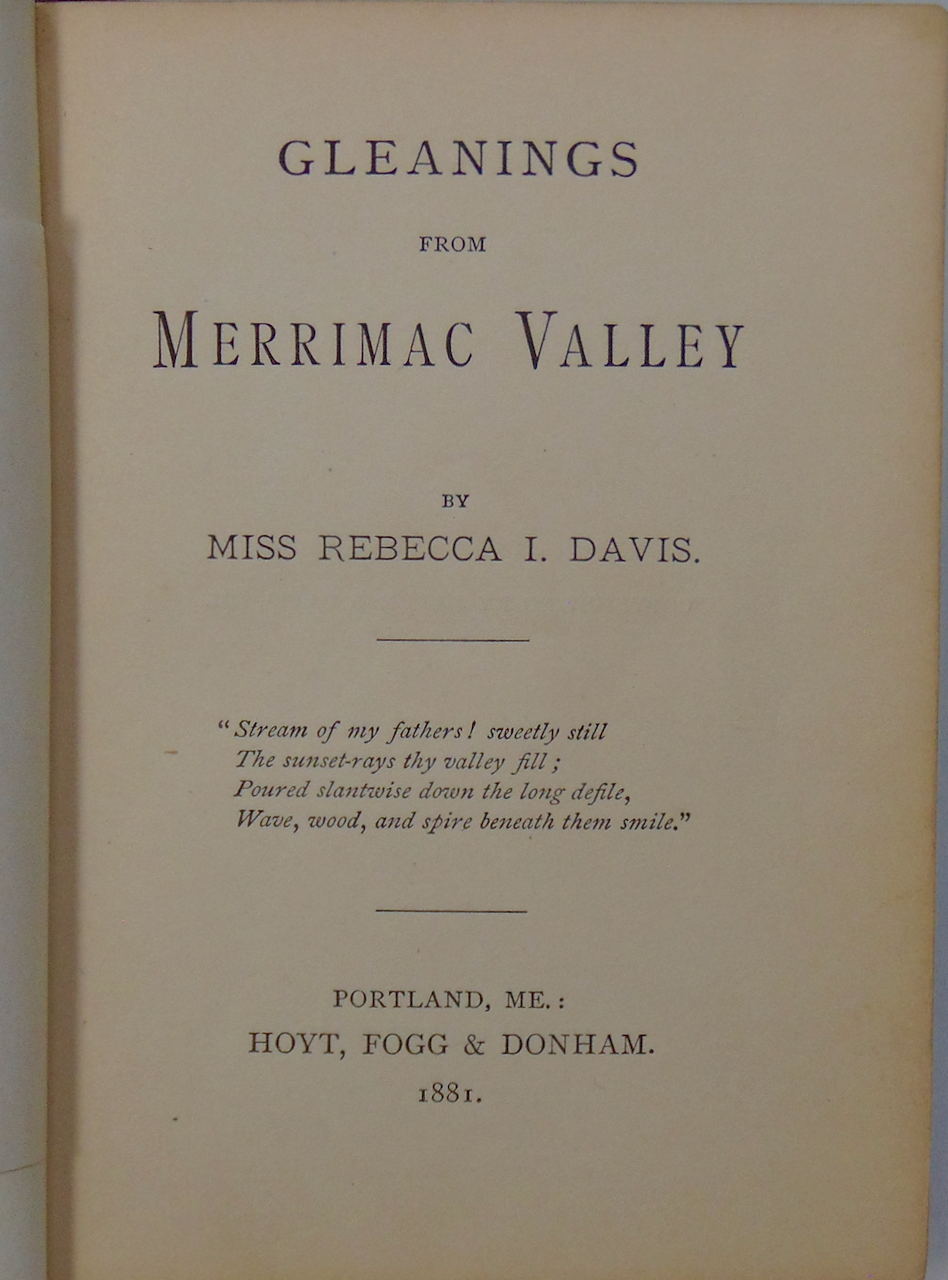 GLEANINGS
FROM
MERRIMAC VALLEY
BY
MISS REBECCA I. DAVIS.
“Stream of my fathers! sweetly still
The sunset-rays thy valley fill;
Poured slantwise down the long defile,
Wave, wood, and spire beneath them smile.”
PORTLAND, ME.:
HOYT, FOGG & DONHAM.
1881.